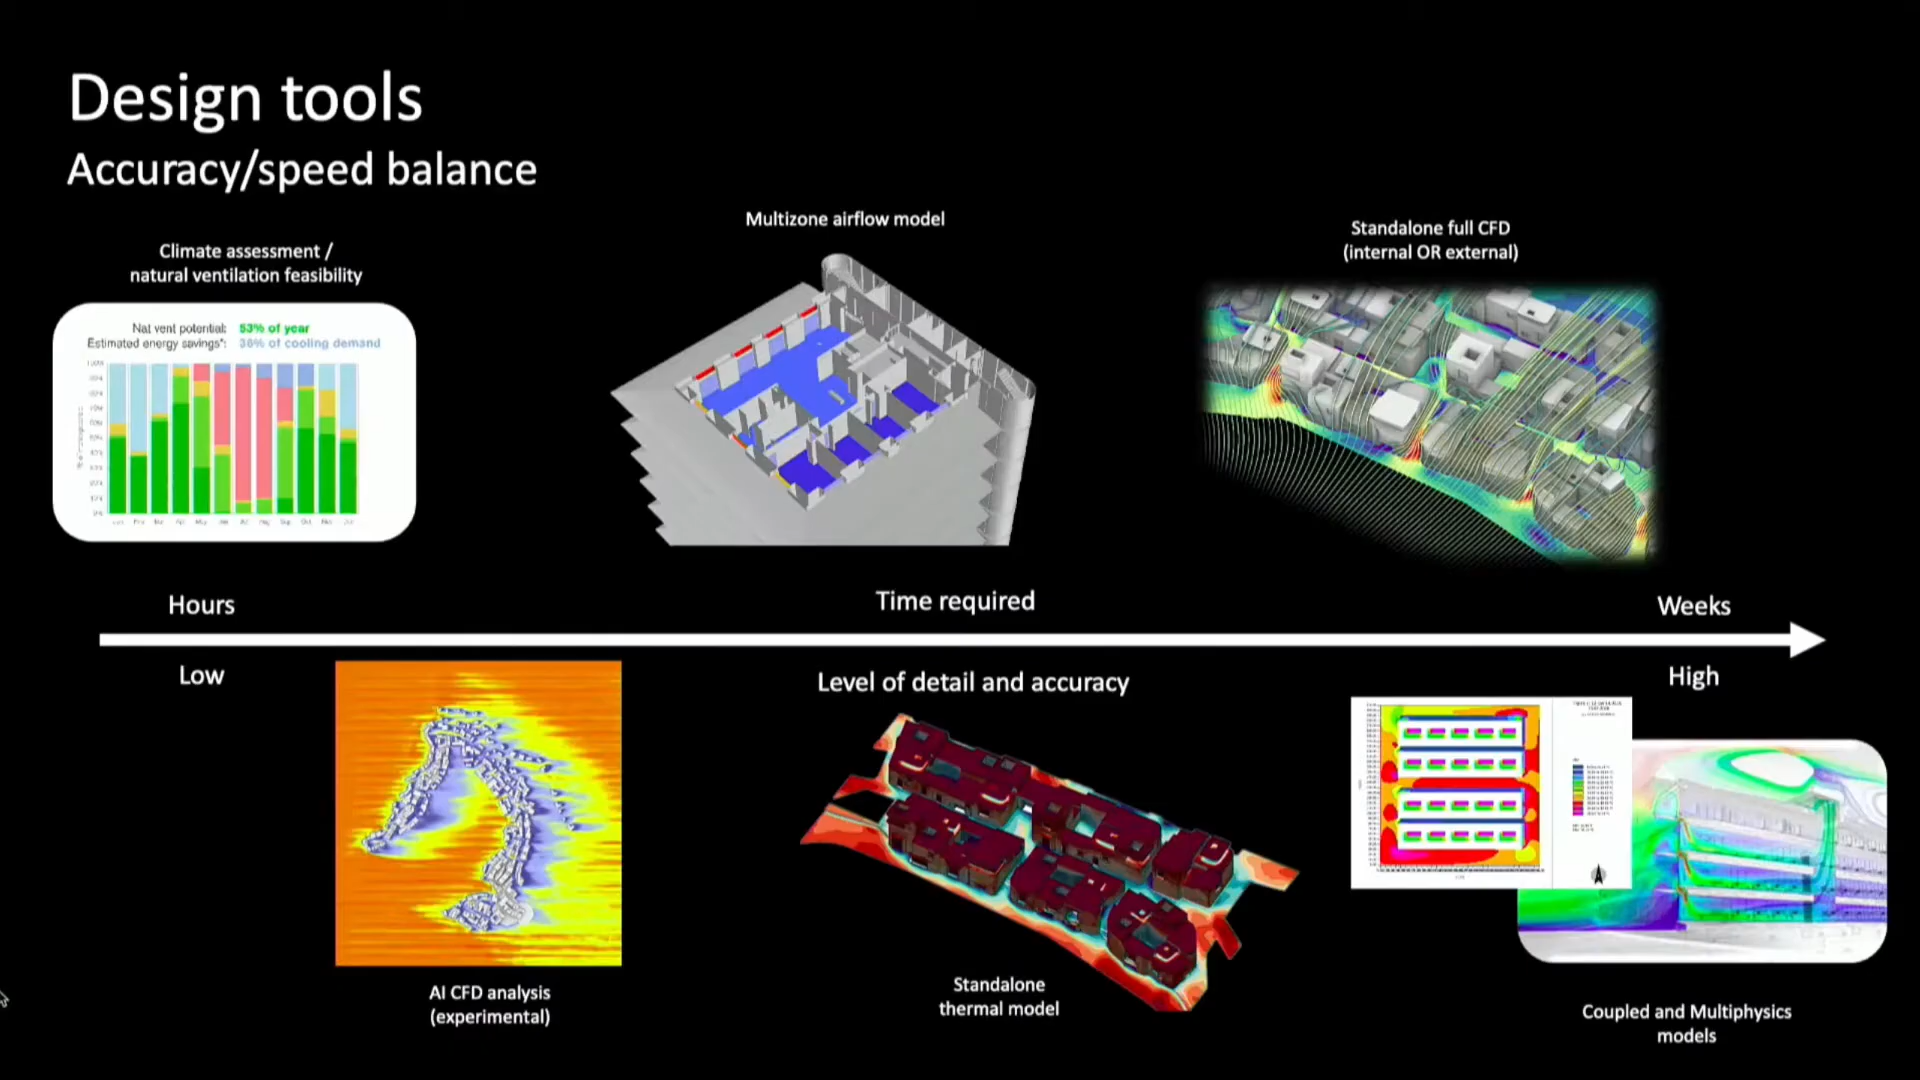 Design tools
Accuracy/speed balance
Climate assessment /
natural ventilation feasibility
Nat vent potential: 53% of year
Estimated energy savings*: 38% of cooling demand
Multizone airflow model
Standalone full CFD
(internal OR external)
Hours
Time required
Weeks
Low
Level of detail and accuracy
High
AI CFD analysis
(experimental)
Standalone
thermal model
Coupled and Multiphysics
models